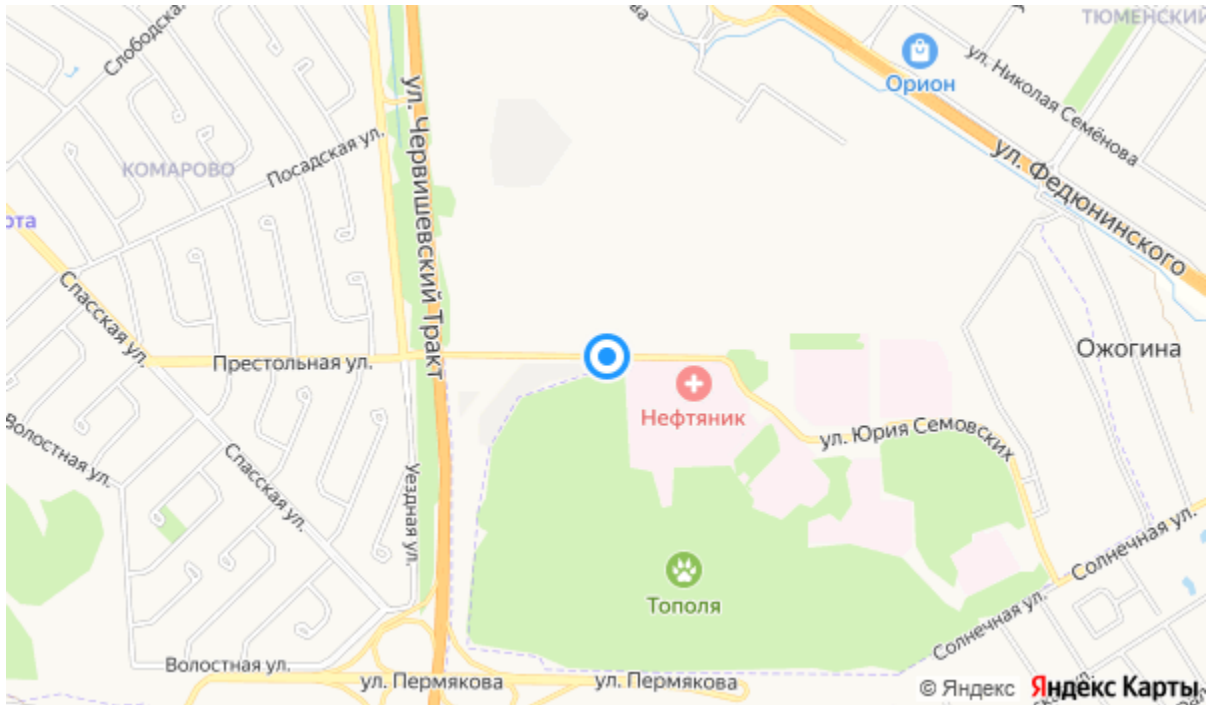 Слободская
ТЮМЕНСКИЙ
Орион
ул. Николая Семёнова
ул. Червишевский Тракт
КОМАРОВО
Посадская ул.
ул. Федюнинского
ота
Спасская ул.
Престольная ул.
Ожогина
Нефтяник
ул. Юрия Семовских
Волостная ул.
Спасская ул.
Уездная ул.
Солнечная ул.
Тополя
Солнечная ул.
Волостная ул.
ул. Пермякова
ул. Пермякова
© Яндекс Яндекс Карты